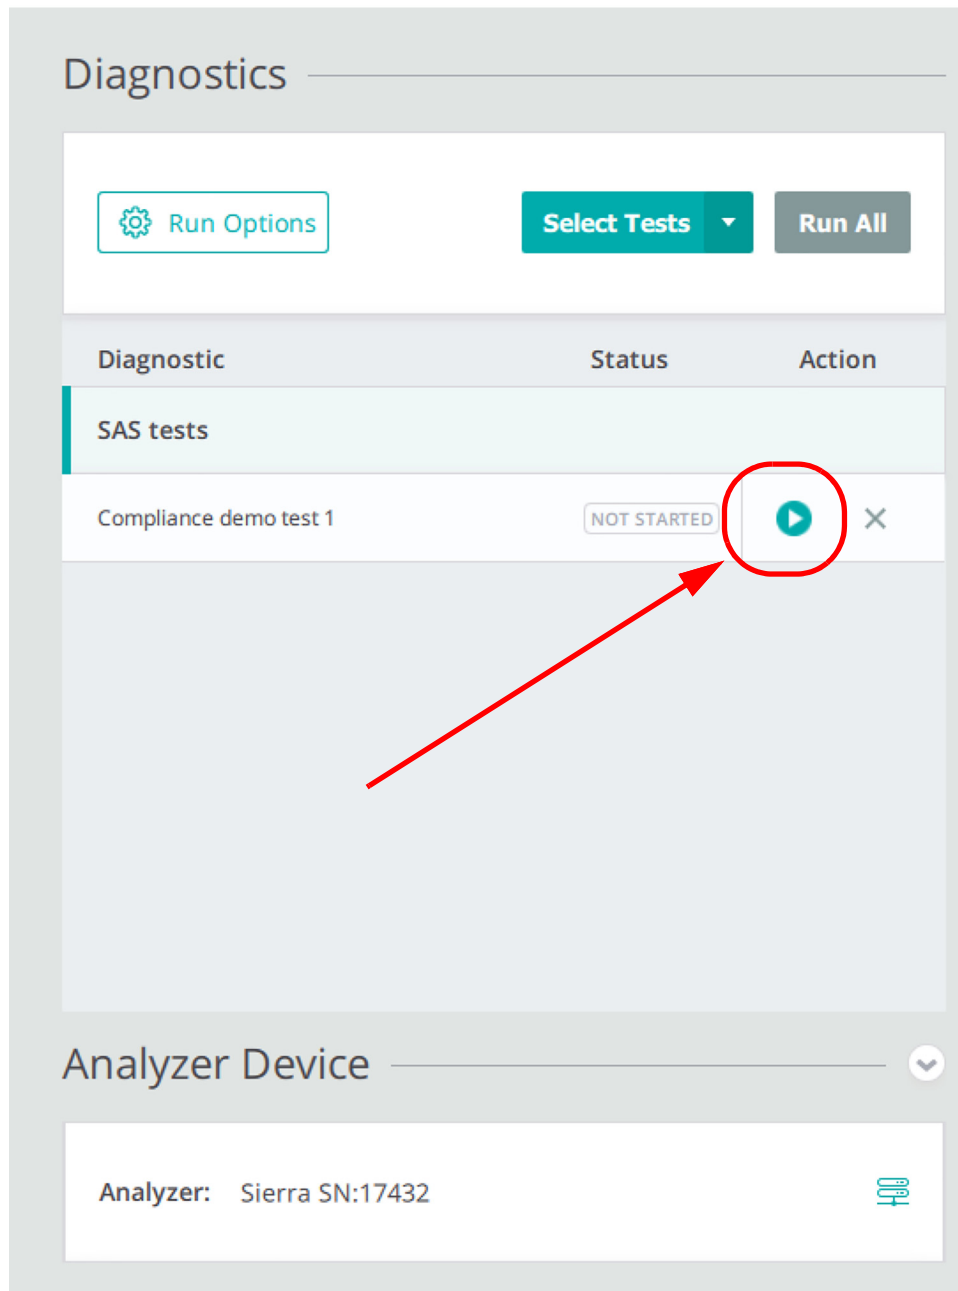 Diagnostics
Run Options
Select Tests
Run All
Diagnostic Status Action
SAS tests
Compliance demo test 1 NOT STARTED
Analyzer Device
Analyzer: Sierra SN:17432